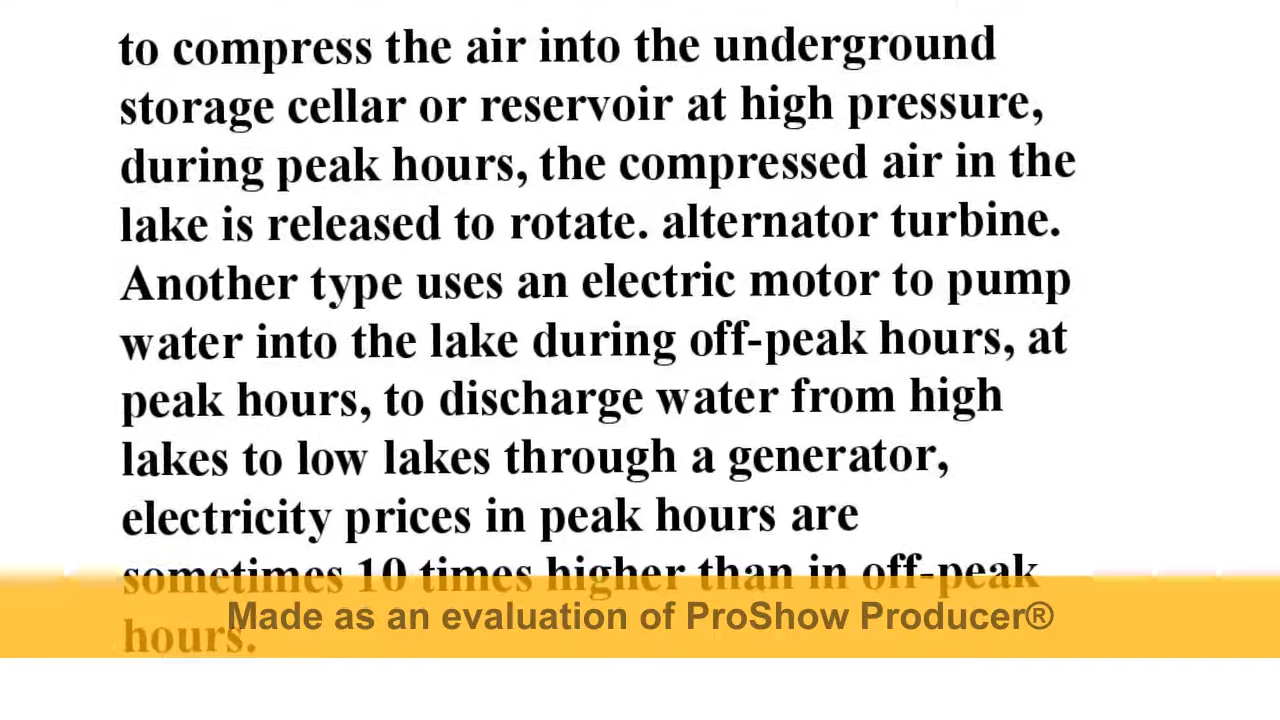 to compress the air into the underground
storage cellar or reservoir at high pressure,
during peak hours, the compressed air in the
lake is released to rotate. alternator turbine.
Another type uses an electric motor to pump
water into the lake during off-peak hours, at
peak hours, to discharge water from high
lakes to low lakes through a generator,
electricity prices in peak hours are
sometimes 10 times higher than in off-peak
Made as an evaluation of ProShow Producer®
hours.